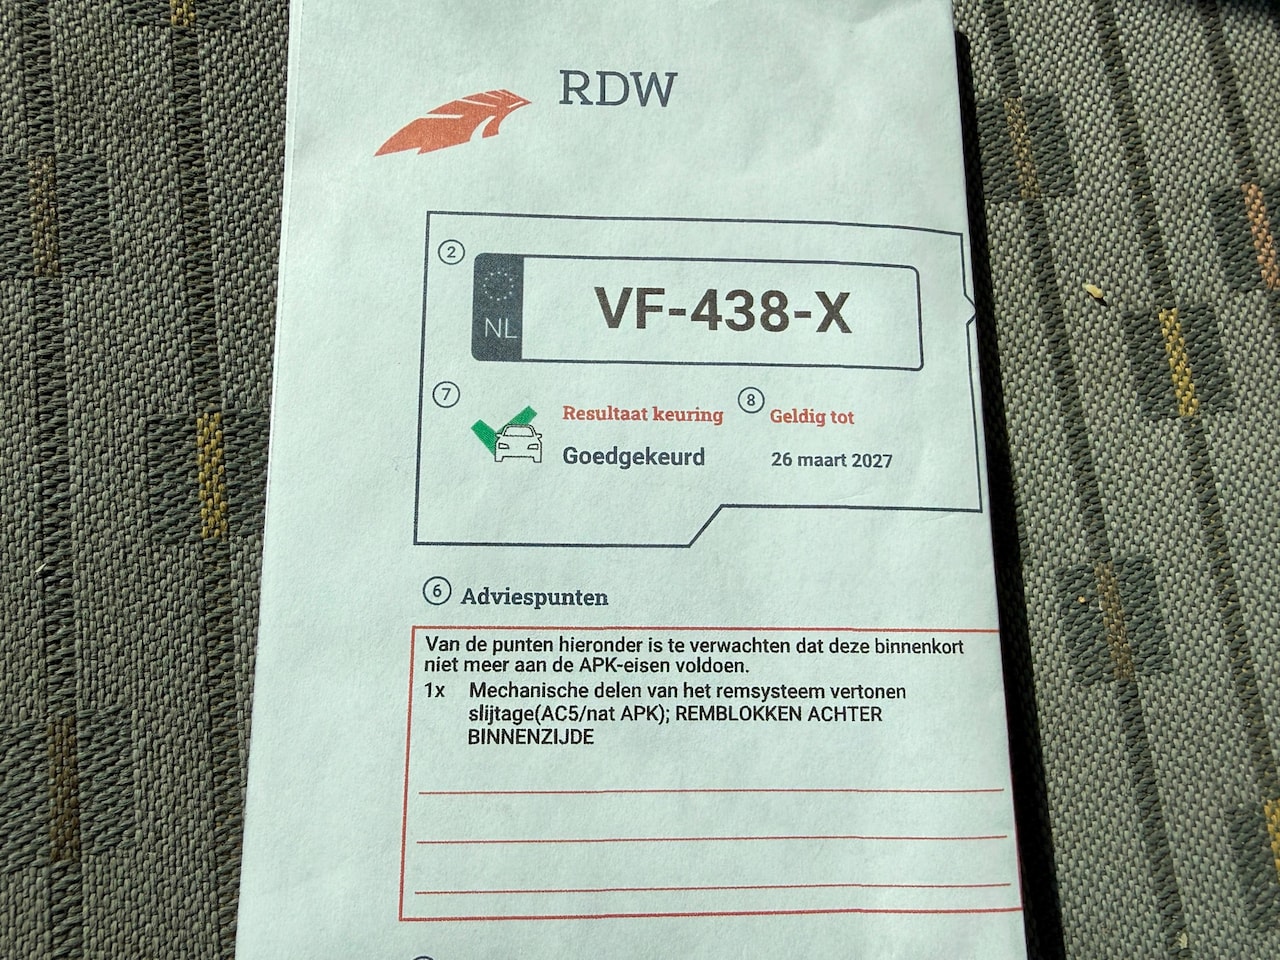 RDW
2
NL
VF-438-X
7
Resultaat keuring
8
Geldig tot
Goedgekeurd
26 maart 2027
6 Adviespunten
Van de punten hieronder is te verwachten dat deze binnenkort
niet meer aan de APK-eisen voldoen.
1x Mechanische delen van het remsysteem vertonen
slijtage(AC5/nat APK); REMBLOKKEN ACHTER
BINNENZIJDE